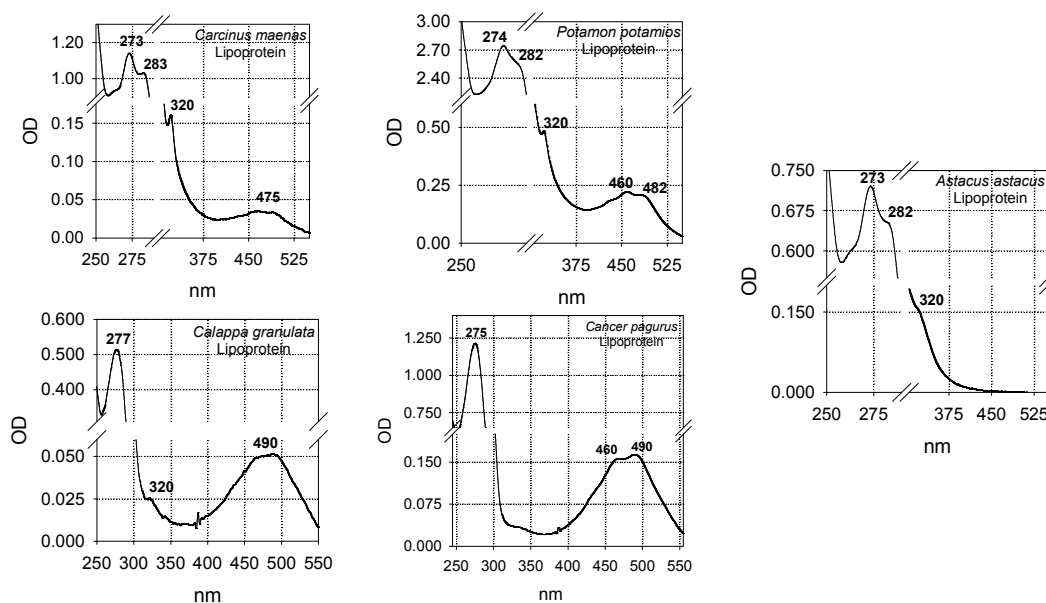 Carcinus maenas
Lipoprotein
273
283
320
475
1.20
1.00
0.15
0.10
0.05
0.00
OD
250 275 375 450 525
nm
Potamon potamios
Lipoprotein
274
282
320
460
482
3.00
2.70
2.40
0.50
0.25
0.00
OD
250 375 450 525
nm
Astacus astacus
Lipoprotein
273
282
320
0.750
0.675
0.600
0.150
0.000
OD
250 275 375 450 525
nm
Calappa granulata
Lipoprotein
277
320
490
0.600
0.500
0.400
0.050
0.025
0.000
OD
250 300 350 400 450 500 550
nm
Cancer pagurus
Lipoprotein
275
460
490
1.250
1.000
0.750
0.150
0.075
0.000
OD
250 300 350 400 450 500 550
nm